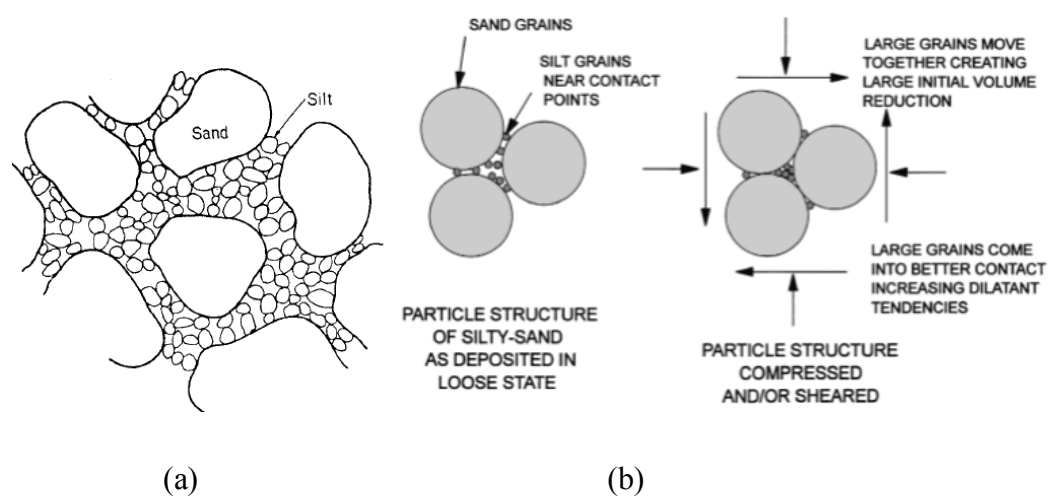 Silt
Sand
(a)
SAND GRAINS
SILT GRAINS
NEAR CONTACT
POINTS
PARTICLE STRUCTURE
OF SILTY-SAND
AS DEPOSITED IN
LOOSE STATE
LARGE GRAINS MOVE
TOGETHER CREATING
LARGE INITIAL VOLUME
REDUCTION
LARGE GRAINS COME
INTO BETTER CONTACT
INCREASING DILATANT
TENDENCIES
PARTICLE STRUCTURE
COMPRESSED
AND/OR SHEARED
(b)